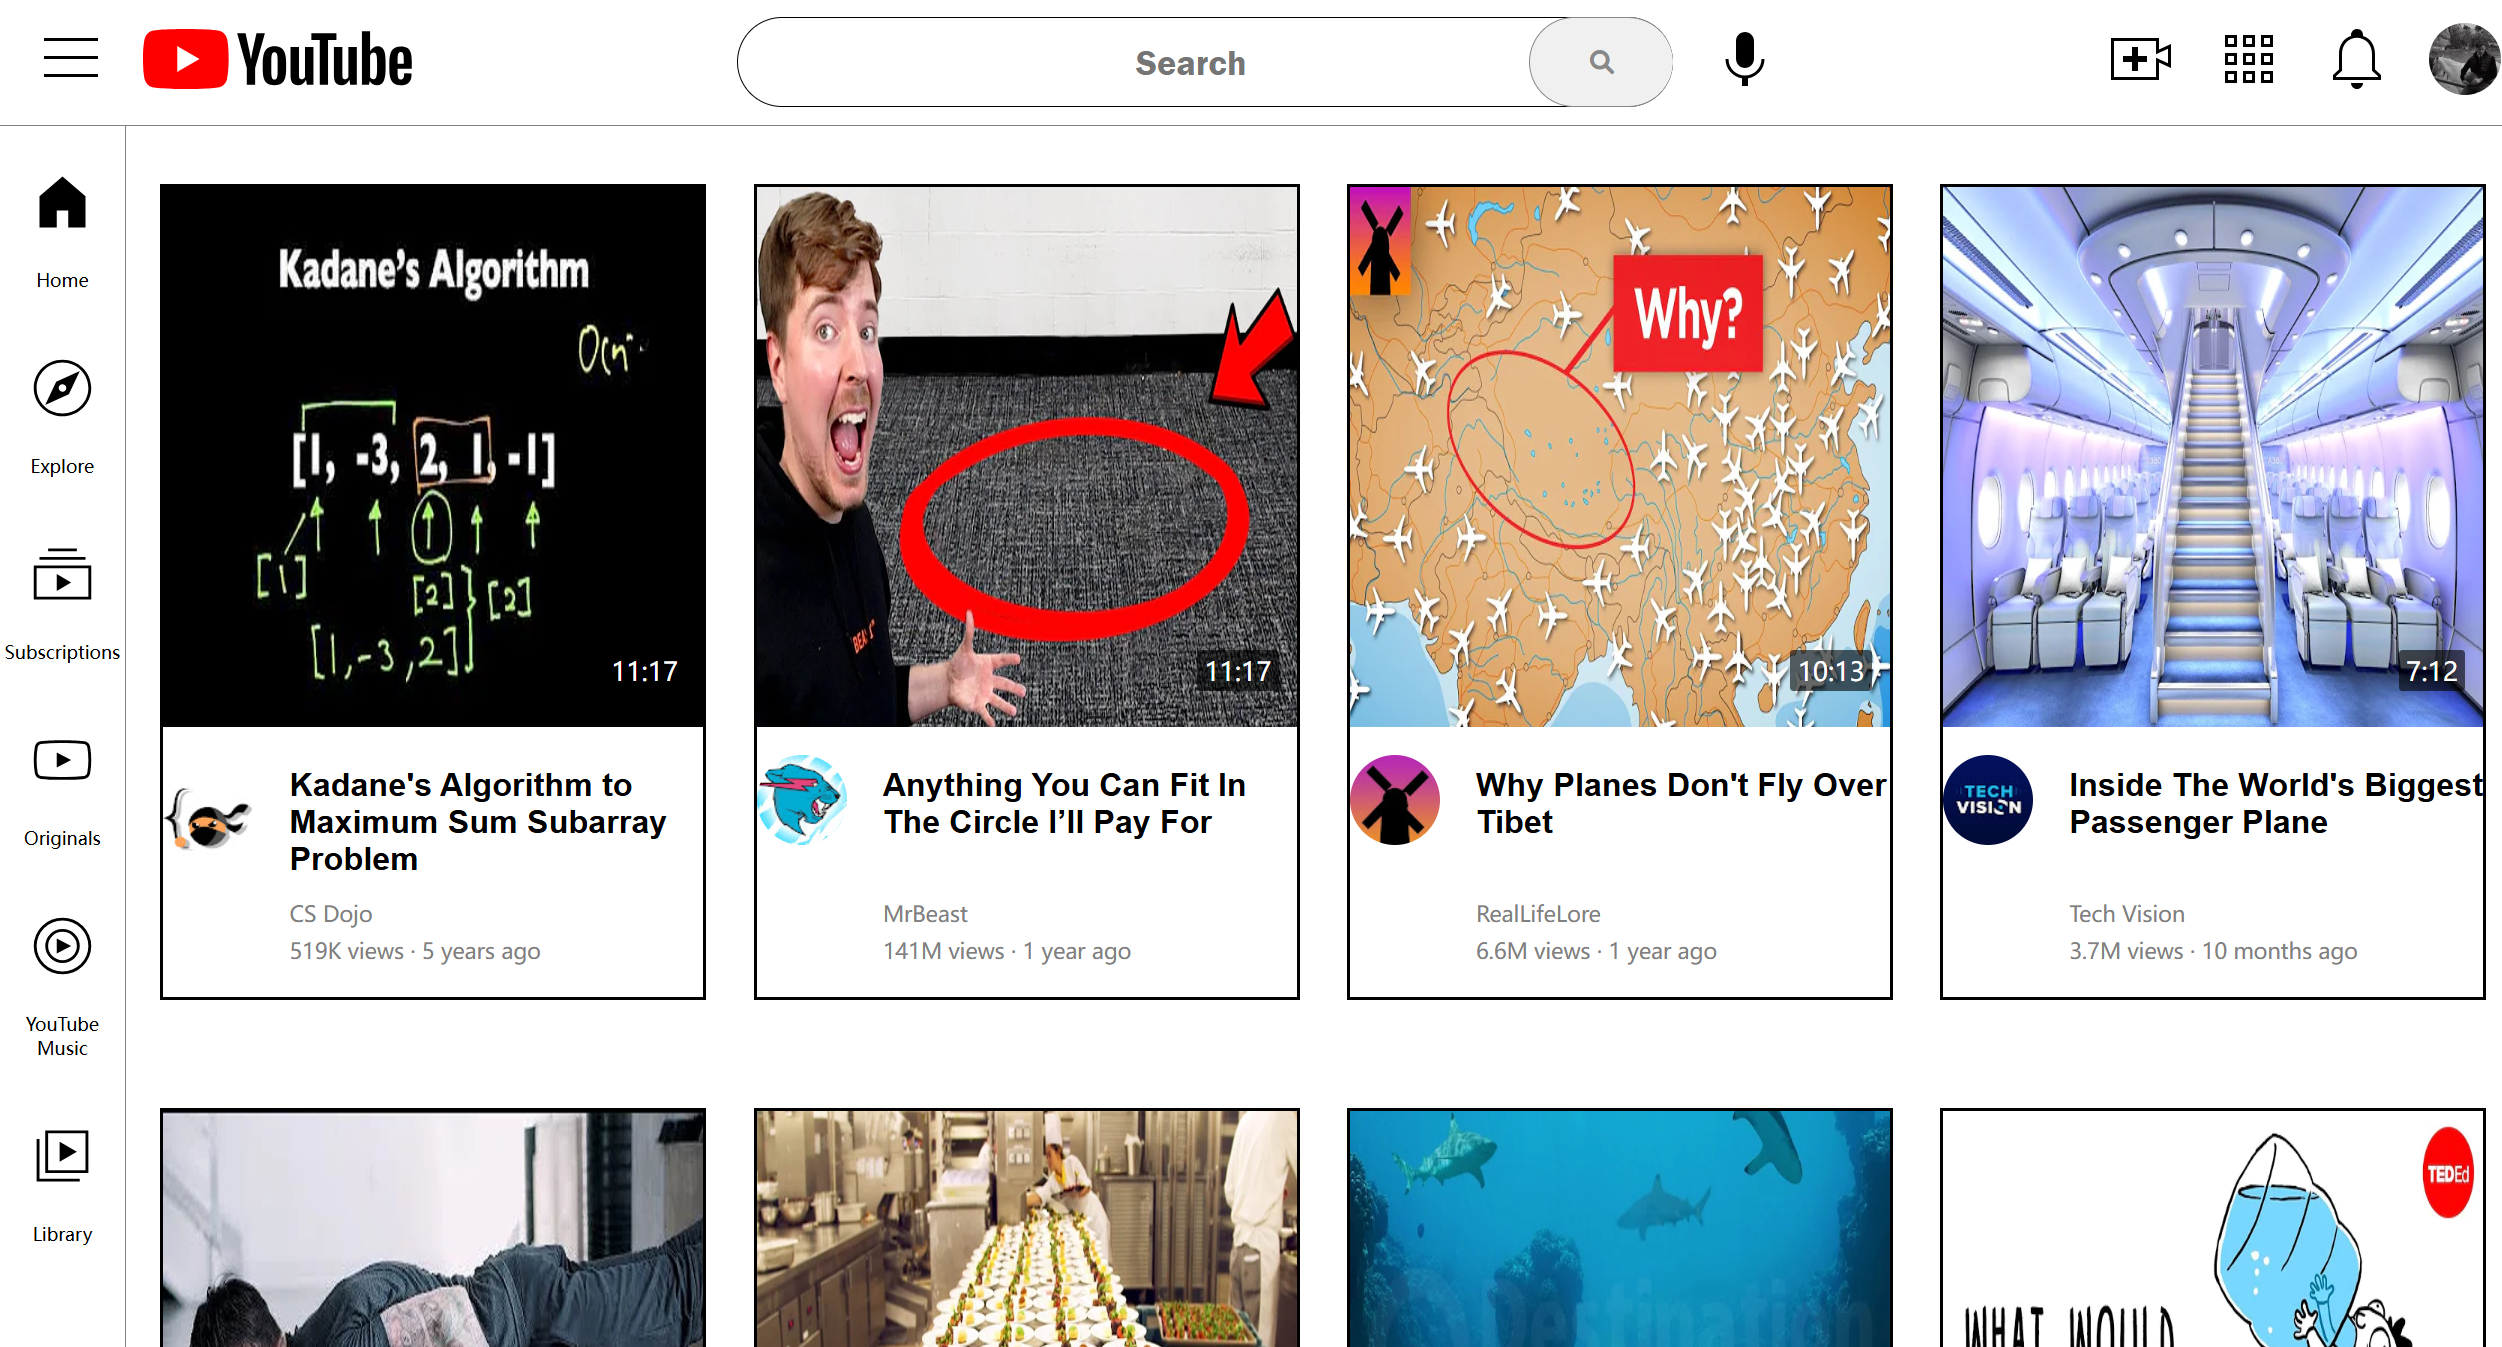 YouTube
Search
Home
Explore
Subscriptions
Originals
YouTube
Music
Library
Kadane's Algorithm
[1, -3, 2, 1, -1]
[1]
[2]
[2]
[1,-3,2]
11:17
Kadane's Algorithm to
Maximum Sum Subarray
Problem
CS Dojo
519K views · 5 years ago
11:17
Anything You Can Fit In
The Circle I’ll Pay For
MrBeast
141M views · 1 year ago
Why?
10:13
Why Planes Don't Fly Over
Tibet
RealLifeLore
6.6M views · 1 year ago
7:12
TECH
VISION
Inside The World's Biggest
Passenger Plane
Tech Vision
3.7M views · 10 months ago
Destination
TEDEd
WHAT WOULD